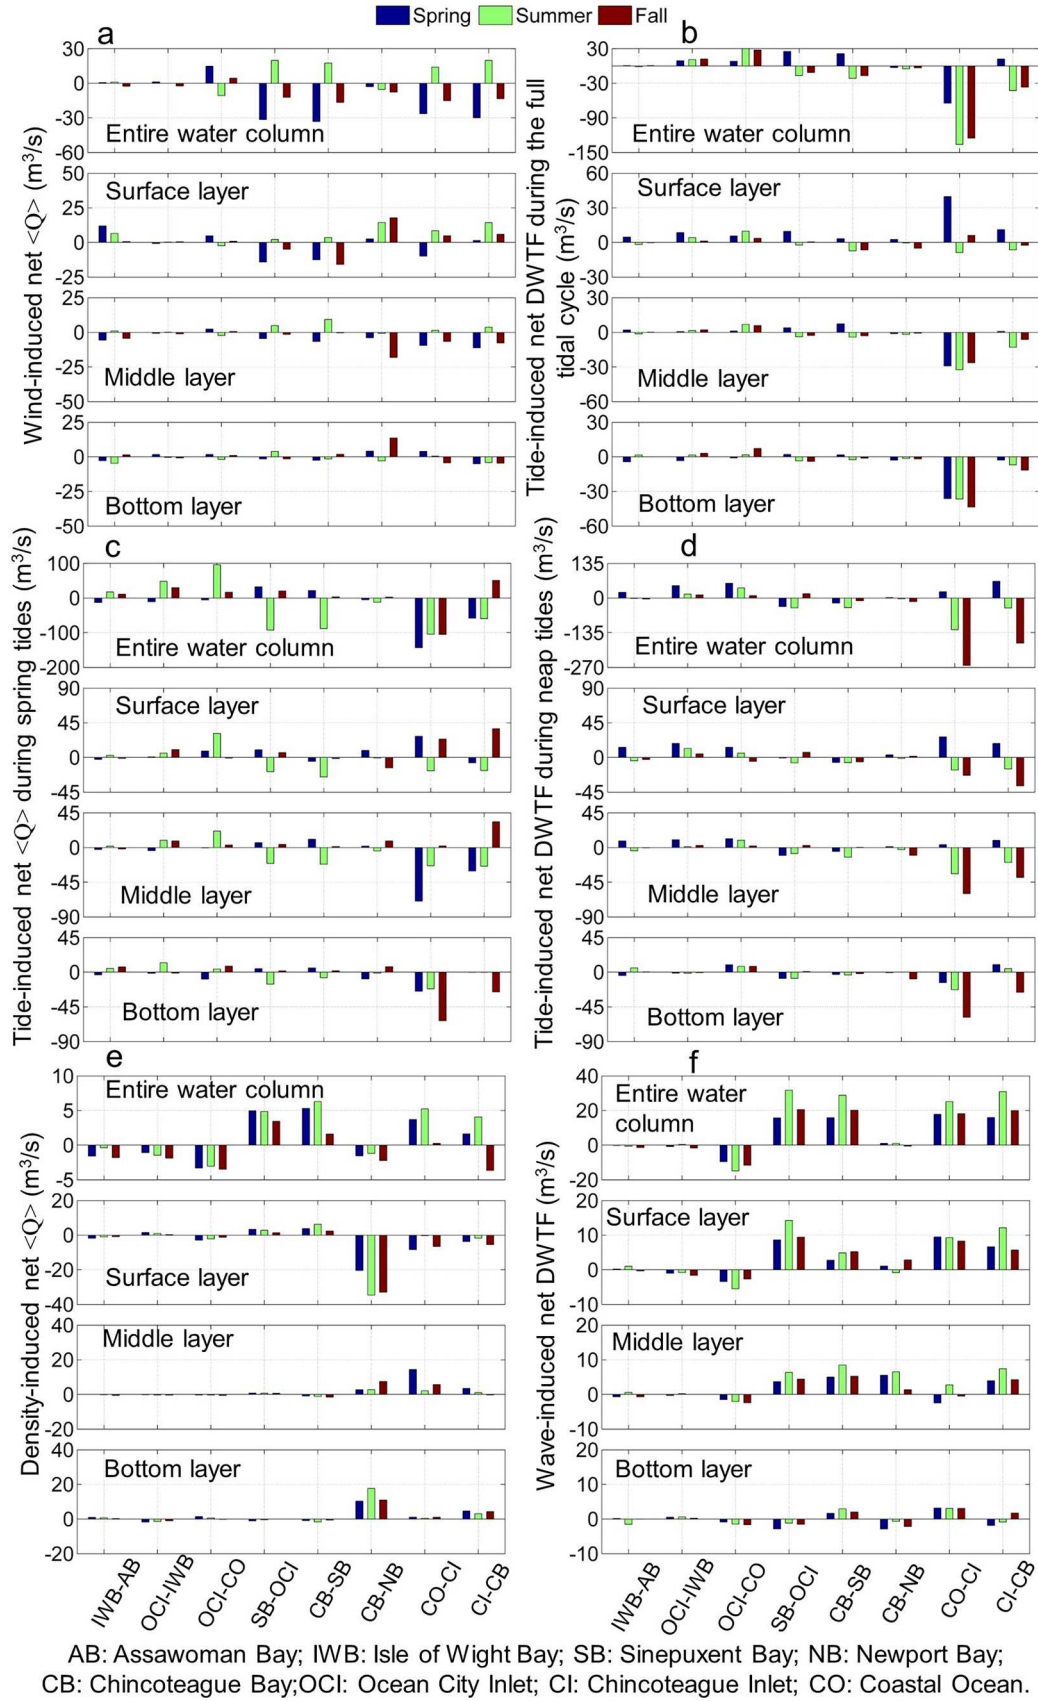 Spring Summer Fall
a
Wind-induced net <Q> (m³/s)
30
0
-30
-60
Entire water column
50
25
0
-25
Surface layer
25
0
-25
-50
Middle layer
25
0
-25
-50
Bottom layer
b
Tide-induced net DWTF during the full
tidal cycle (m³/s)
30
-30
-90
-150
Entire water column
60
30
0
-30
Surface layer
30
0
-30
-60
Middle layer
30
0
-30
-60
Bottom layer
c
Tide-induced net <Q> during spring tides (m³/s)
100
0
-100
-200
Entire water column
90
45
0
-45
Surface layer
45
0
-45
-90
Middle layer
45
0
-45
-90
Bottom layer
d
Tide-induced net DWTF during neap tides (m³/s)
135
0
-135
-270
Entire water column
90
45
0
-45
Surface layer
45
0
-45
-90
Middle layer
45
0
-45
-90
Bottom layer
e
Density-induced net <Q> (m³/s)
10
5
0
-5
Entire water column
20
0
-20
-40
Surface layer
40
20
0
-20
Middle layer
40
20
0
-20
Bottom layer
IWB-AB
OCI-IWB
OCI-CO
SB-OCI
CB-SB
CB-NB
CO-CI
CI-CB
f
Wave-induced net DWTF (m³/s)
40
20
0
-20
Entire water
column
20
10
0
-10
Surface layer
20
10
0
-10
Middle layer
20
10
0
-10
Bottom layer
IWB-AB
OCI-IWB
OCI-CO
SB-OCI
CB-SB
CB-NB
CO-CI
CI-CB
AB: Assawoman Bay; IWB: Isle of Wight Bay; SB: Sinepuxent Bay; NB: Newport Bay;
CB: Chincoteague Bay;OCI: Ocean City Inlet; CI: Chincoteague Inlet; CO: Coastal Ocean.